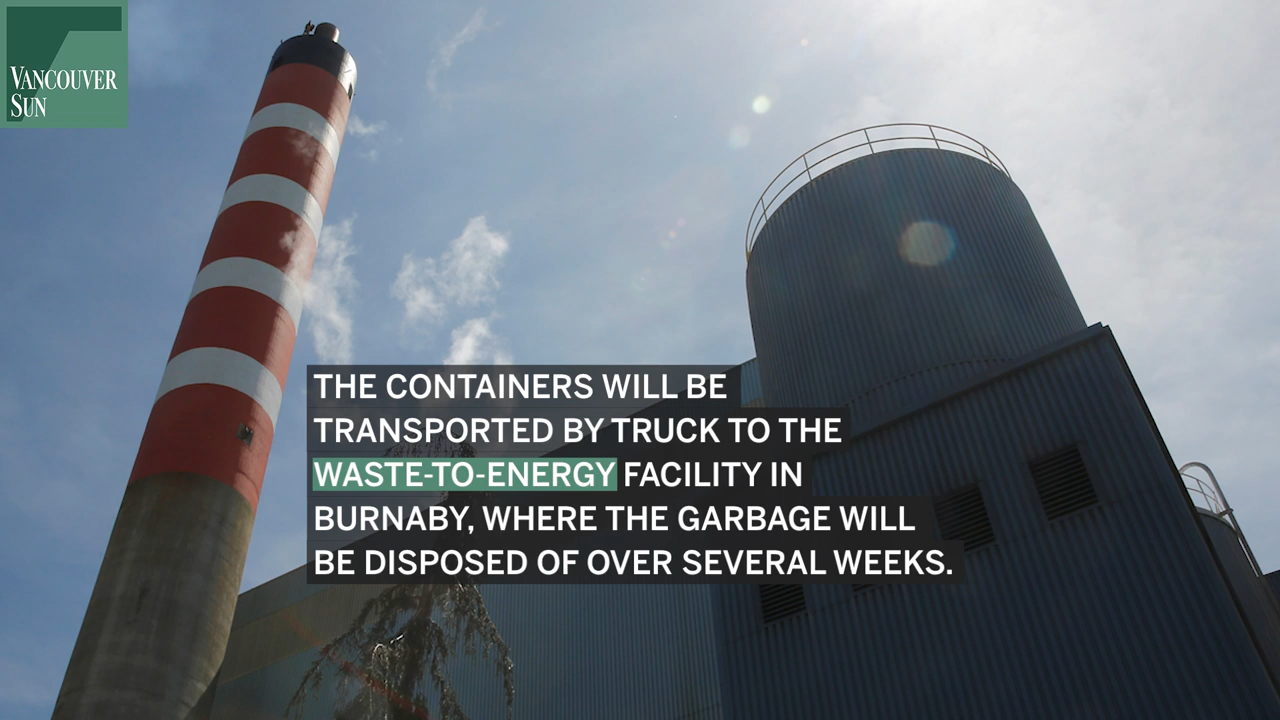 VANCOUVER
SUN
THE CONTAINERS WILL BE
TRANSPORTED BY TRUCK TO THE
WASTE-TO-ENERGY FACILITY IN
BURNABY, WHERE THE GARBAGE WILL
BE DISPOSED OF OVER SEVERAL WEEKS.